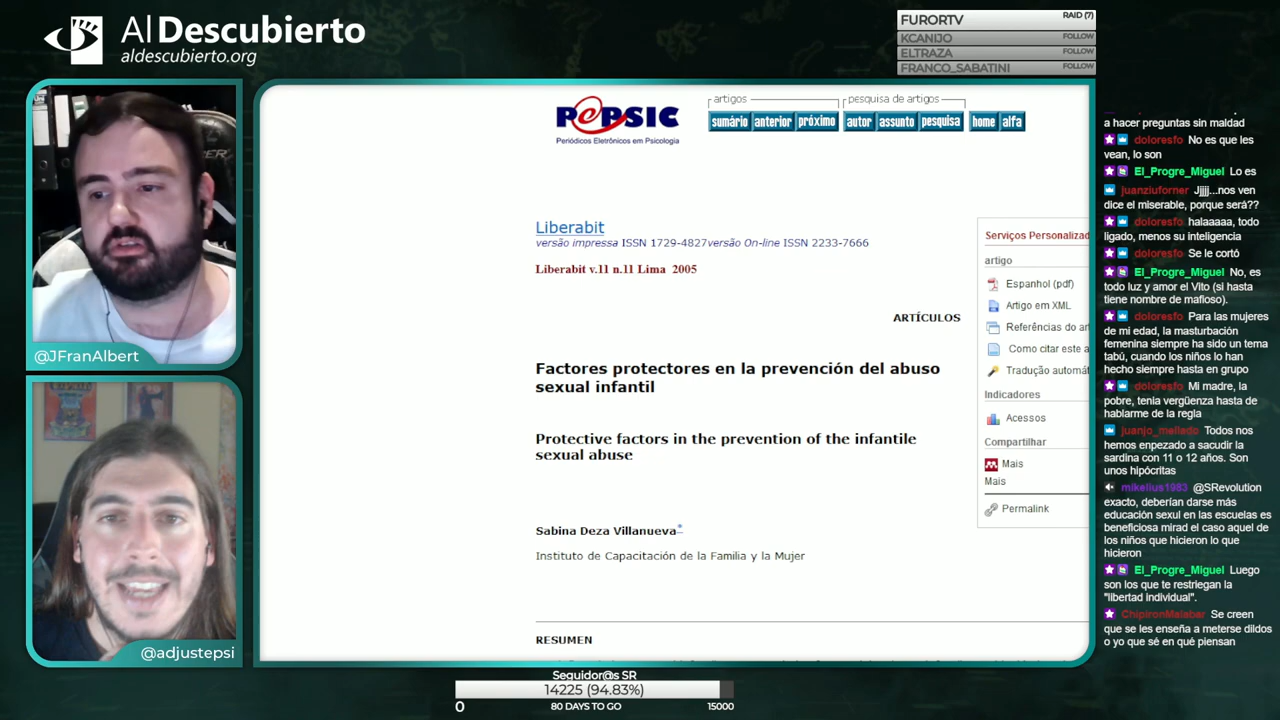 Al Descubierto
aldescubierto.org
FURORTV RAID (7)
KCANIJO FOLLOW
ELTRAZA FOLLOW
FRANCO_SABATINI FOLLOW
@JFranAlbert
@adjustepsi
PePSIC
Periódicos Eletrônicos em Psicologia
artigos
pesquisa de artigos
sumário anterior próximo autor assunto pesquisa home alfa
Liberabit
versão impressa ISSN 1729-4827versão On-line ISSN 2233-7666
Liberabit v.11 n.11 Lima 2005
ARTÍCULOS
Factores protectores en la prevención del abuso
sexual infantil
Protective factors in the prevention of the infantile
sexual abuse
Sabina Deza Villanueva*
Instituto de Capacitación de la Familia y la Mujer
RESUMEN
Serviços Personalizad
artigo
Espanhol (pdf)
Artigo em XML
Referências do ar
Como citar este a
Tradução automát
Indicadores
Acessos
Compartilhar
Mais
Mais
Permalink
a hacer preguntas sin maldad
doloresfo No es que les
vean, lo son
El_Progre_Miguel Lo es
juanziuforner Jjjjj...nos ven
dice el miserable, porque será??
doloresfo halaaaaa, todo
ligado, menos su inteligencia
doloresfo Se le cortó
El_Progre_Miguel No, es
todo luz y amor el Vito (si hasta
tiene nombre de mafioso).
doloresfo Para las mujeres
de mi edad, la masturbación
femenina siempre ha sido un tema
tabú, cuando los niños lo han
hecho siempre hasta en grupo
doloresfo Mi madre, la
pobre, tenia vergüenza hasta de
hablarme de la regla
juanjo_mellado Todos nos
hemos enpezado a sacudir la
sardina con 11 o 12 años. Son
unos hipócritas
mikelius1983 @SRevolution
exacto, deberían darse más
educación sexul en las escuelas es
beneficiosa mirad el caso aquel de
los niños que hicieron lo que
hicieron
El_Progre_Miguel Luego
son los que te restriegan la
"libertad individual".
ChipironMalabar Se creen
que se les enseña a meterse dildos
o yo que sé en qué piensan
Seguidor@s SR
14225 (94.83%)
0 80 DAYS TO GO 15000